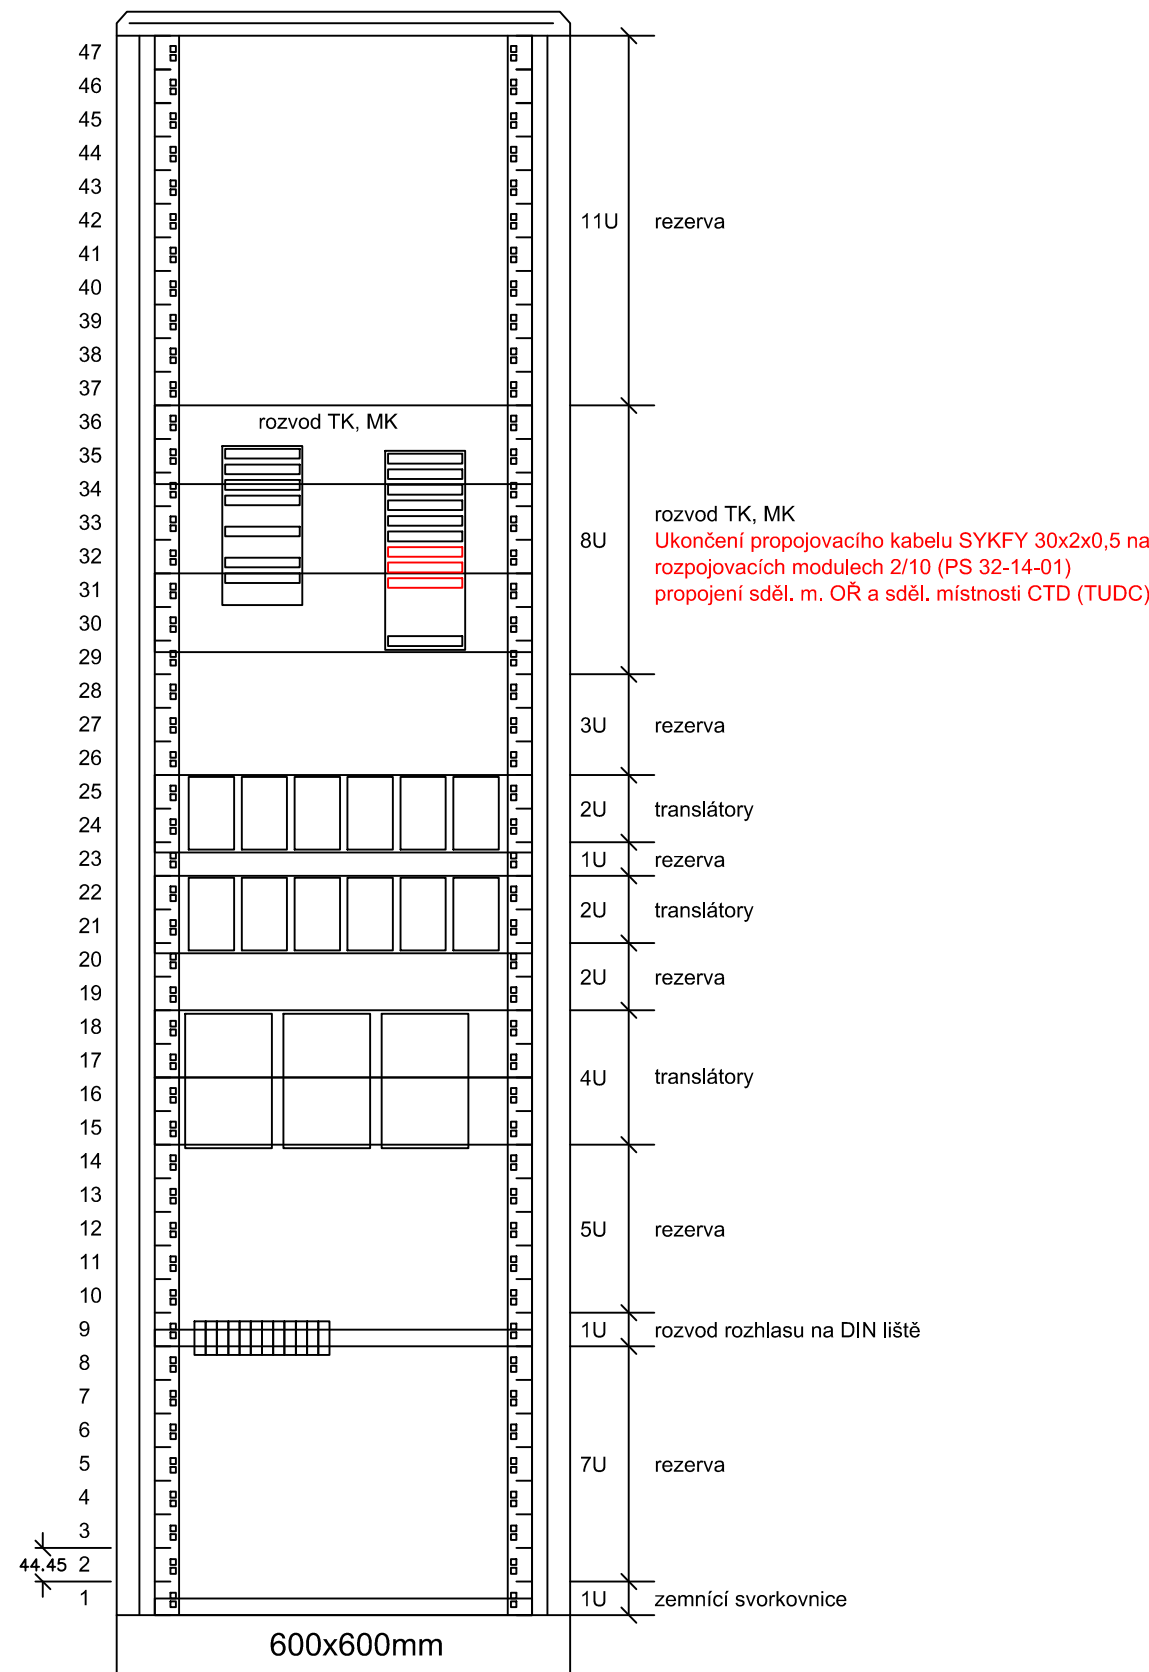 47
46
45
44
43
42
11U rezerva
41
40
39
38
37
36
rozvod TK, MK
35
34
33
rozvod TK, MK
8U
Ukončení propojovacího kabelu SYKFY 30x2x0,5 na
32
rozpojovacích modulech 2/10 (PS 32-14-01)
31
propojení sděl. m. OŘ a sděl. místnosti CTD (TUDC)
30
29
28
27
3U rezerva
26
25
2U translátory
24
23
1U rezerva
22
2U translátory
21
20
2U rezerva
19
18
17
4U translátory
16
15
14
13
12
5U rezerva
11
10
9
1U rozvod rozhlasu na DIN liště
8
7
6
5
7U rezerva
4
3
44.45 2
1
1U zemnící svorkovnice
600x600mm